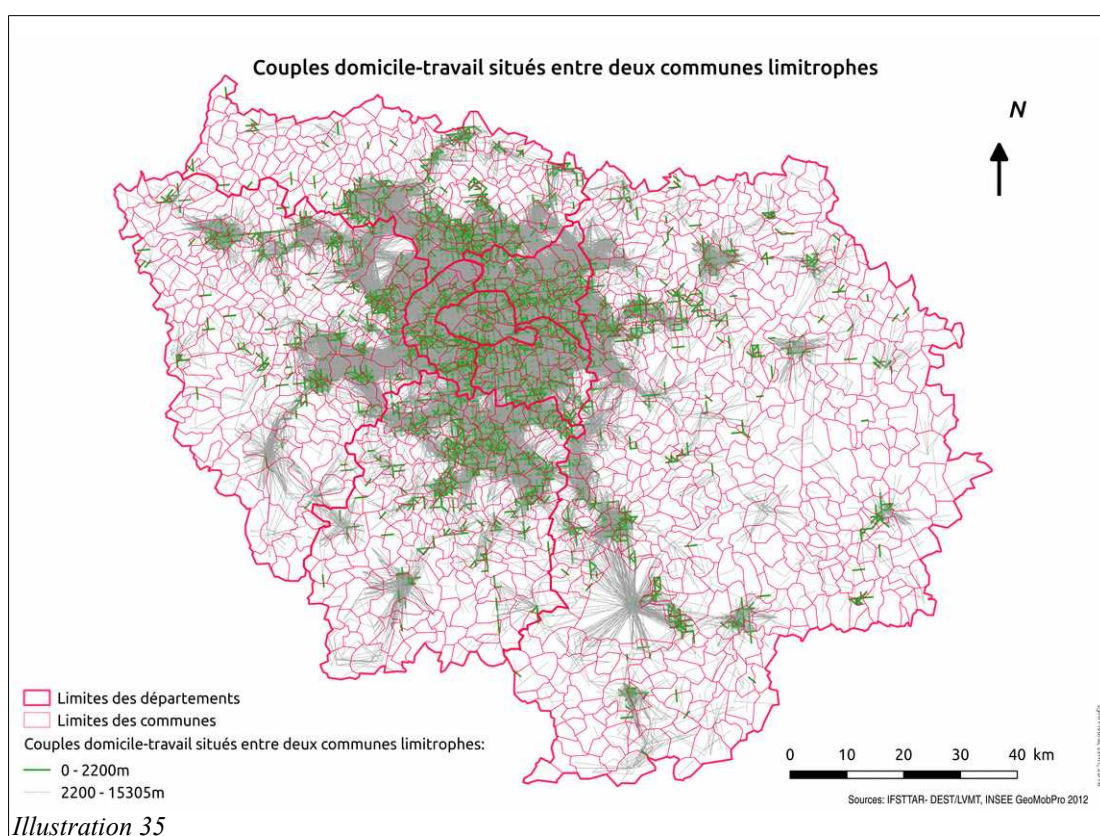 Couples domicile-travail situés entre deux communes limitrophes
N
Limites des départements
Limites des communes
Couples domicile-travail situés entre deux communes limitrophes:
0 - 2200m
2200 - 15305m
0 10 20 30 40 km
Sources: IFSTTAR- DEST/LVMT, INSEE GeoMobPro 2012
Illustration 35